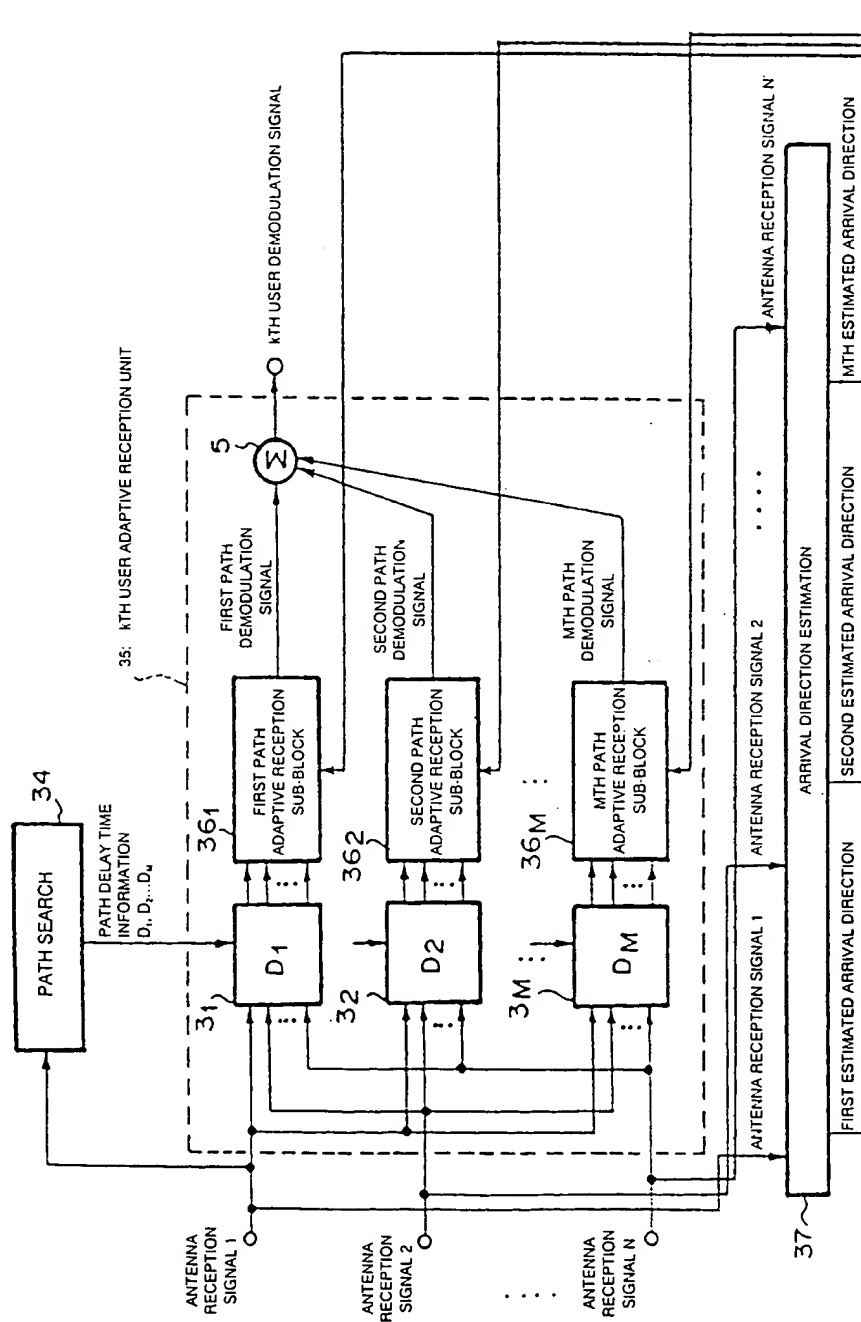 34
PATH SEARCH
PATH DELAY TIME
INFORMATION
D₁, D₂...D_M
35: kTH USER ADAPTIVE RECEPTION UNIT
ANTENNA
RECEPTION
SIGNAL 1
3₁
D₁
36₁
FIRST PATH
ADAPTIVE RECEPTION
SUB-BLOCK
FIRST PATH
DEMODULATION
SIGNAL
5
Σ
kTH USER DEMODULATION SIGNAL
ANTENNA
RECEPTION
SIGNAL 2
3₂
D₂
36₂
SECOND PATH
ADAPTIVE RECEPTION
SUB-BLOCK
SECOND PATH
DEMODULATION
SIGNAL
ANTENNA
RECEPTION
SIGNAL N
3M
DM
36M
MTH PATH
ADAPTIVE RECEPTION
SUB-BLOCK
MTH PATH
DEMODULATION
SIGNAL
ANTENNA RECEPTION SIGNAL 1
ANTENNA RECEPTION SIGNAL 2
ANTENNA RECEPTION SIGNAL N
37
ARRIVAL DIRECTION ESTIMATION
FIRST ESTIMATED ARRIVAL DIRECTION
SECOND ESTIMATED ARRIVAL DIRECTION
MTH ESTIMATED ARRIVAL DIRECTION